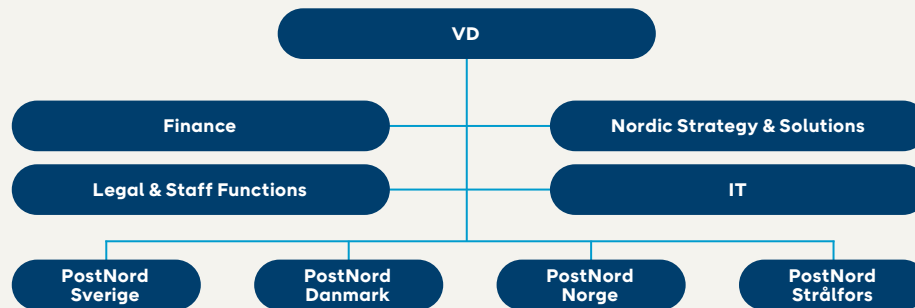 VD
Finance
Nordic Strategy & Solutions
Legal & Staff Functions
IT
PostNord
Sverige
PostNord
Danmark
PostNord
Norge
PostNord
Strålfors